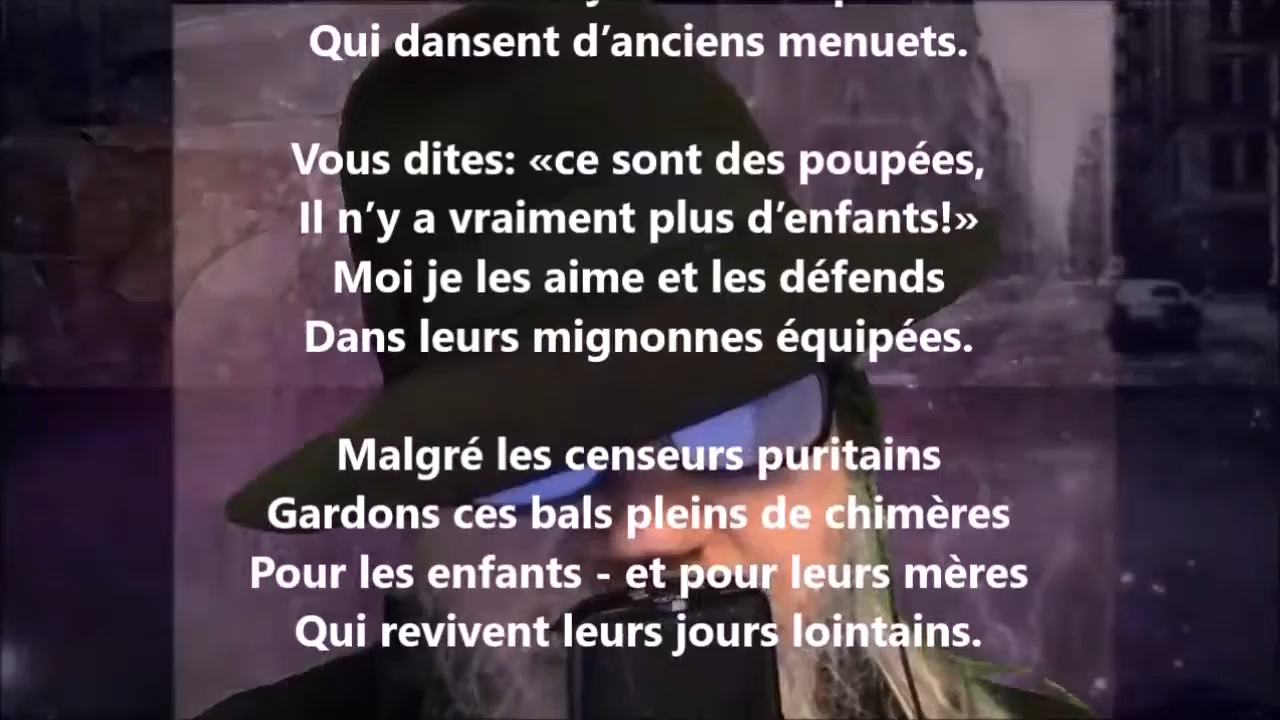 Qui dansent d’anciens menuets.
Vous dites: «ce sont des poupées,
Il n’y a vraiment plus d’enfants!»
Moi je les aime et les défends
Dans leurs mignonnes équipées.
Malgré les censeurs puritains
Gardons ces bals pleins de chimères
Pour les enfants - et pour leurs mères
Qui revivent leurs jours lointains.